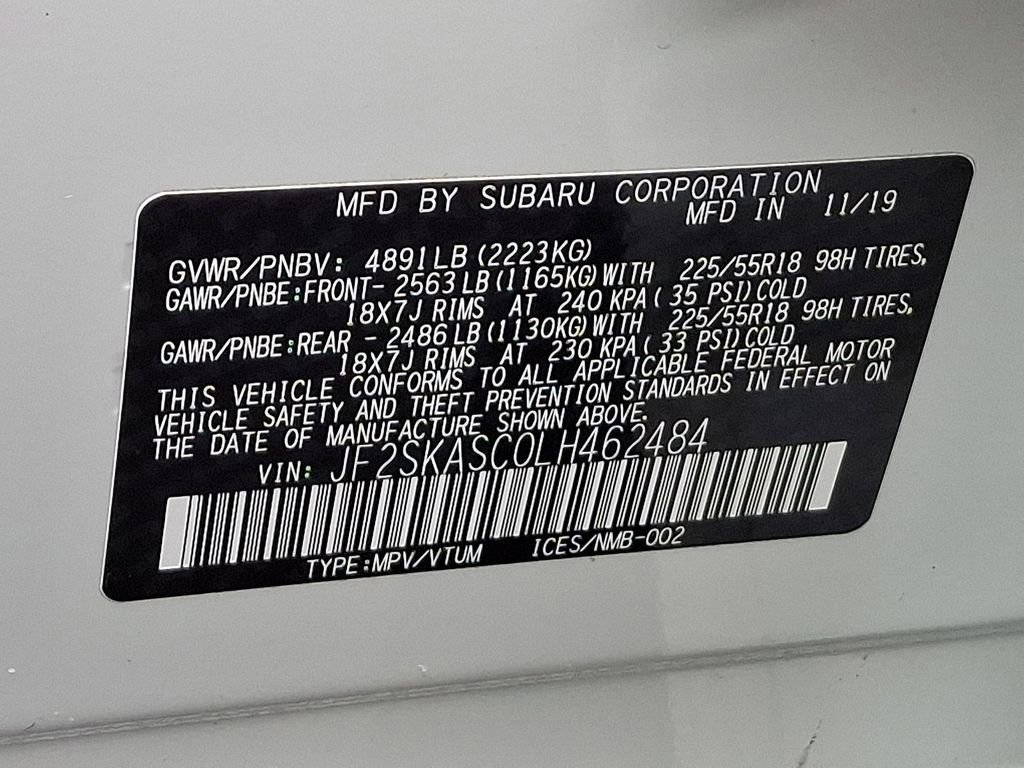 MFD BY SUBARU CORPORATION
MFD IN 11/19
GVWR/PNBV: 4891LB (2223KG)
GAWR/PNBE:FRONT- 2563 LB (1165KG) WITH 225/55R18 98H TIRES,
18X7J RIMS AT 240 KPA ( 35 PSI) COLD
GAWR/PNBE:REAR - 2486 LB (1130KG) WITH 225/55R18 98H TIRES,
18X7J RIMS AT 230 KPA ( 33 PSI) COLD
THIS VEHICLE CONFORMS TO ALL APPLICABLE FEDERAL MOTOR
VEHICLE SAFETY AND THEFT PREVENTION STANDARDS IN EFFECT ON
THE DATE OF MANUFACTURE SHOWN ABOVE.
VIN: JF2SKASC0LH462484
TYPE:MPV/VTUM ICES/NMB-002